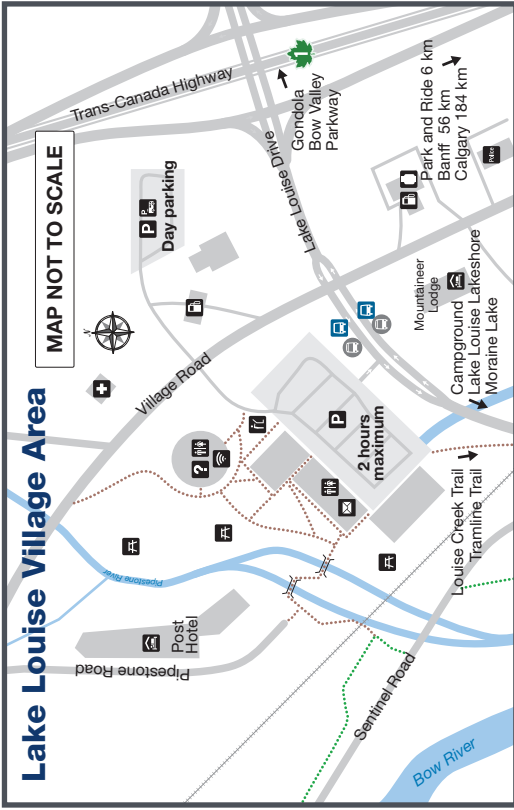 Lake Louise Village Area
MAP NOT TO SCALE
N
Trans-Canada Highway
1
Gondola
Bow Valley
Parkway
Park and Ride 6 km
Banff 56 km
Calgary 184 km
Police
P
P
Day parking
Lake Louise Drive
Village Road
Mountaineer
Lodge
Campground
Lake Louise Lakeshore
Moraine Lake
?
P
2 hours
maximum
Louise Creek Trail
Tramline Trail
Pipestone River
Post
Hotel
Pipestone Road
Sentinel Road
Bow River